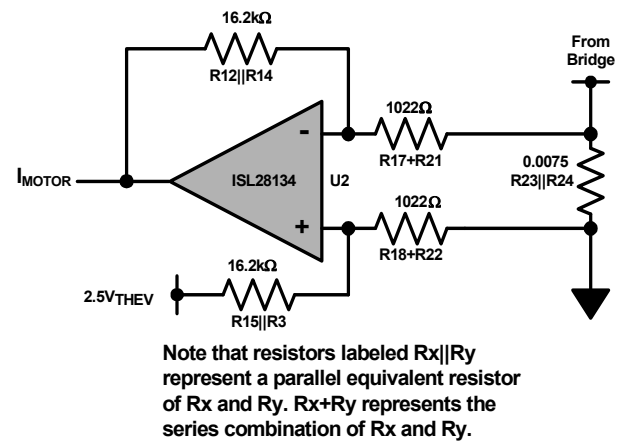 16.2kΩ
R12||R14
From
Bridge
1022Ω
R17+R21
0.0075
R23||R24
-
IMOTOR
ISL28134
U2
1022Ω
R18+R22
+
16.2kΩ
2.5VTHEV
R15||R3
Note that resistors labeled Rx||Ry
represent a parallel equivalent resistor
of Rx and Ry. Rx+Ry represents the
series combination of Rx and Ry.